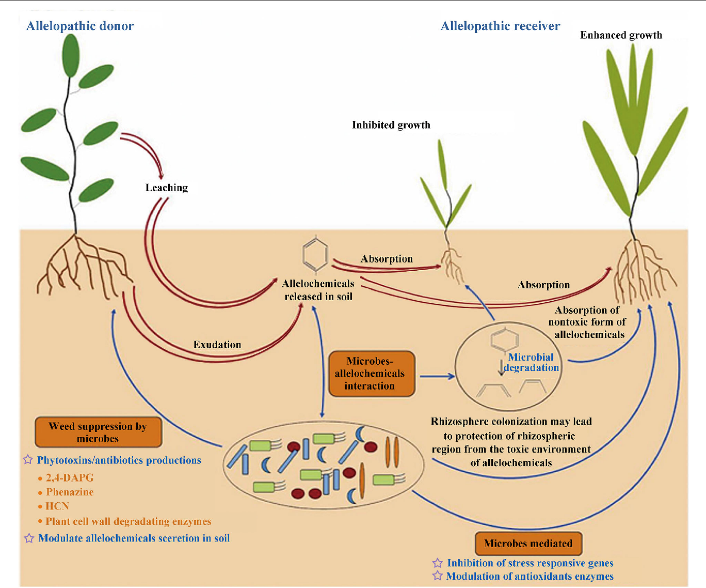 Allelopathic donor
Allelopathic receiver
Enhanced growth
Inhibited growth
Leaching
Absorption
Allelochemicals
released in soil
Absorption
Absorption of
nontoxic form of
allelochemicals
Exudation
Microbes-
allelochemicals
interaction
Microbial
degradation
Weed suppression by
microbes
Rhizosphere colonization may lead
to protection of rhizospheric
region from the toxic environment
of allelochemicals
Phytotoxins/antibiotics productions
2,4-DAPG
Phenazine
HCN
Plant cell wall degradating enzymes
Modulate allelochemicals secretion in soil
Microbes mediated
Inhibition of stress responsive genes
Modulation of antioxidants enzymes